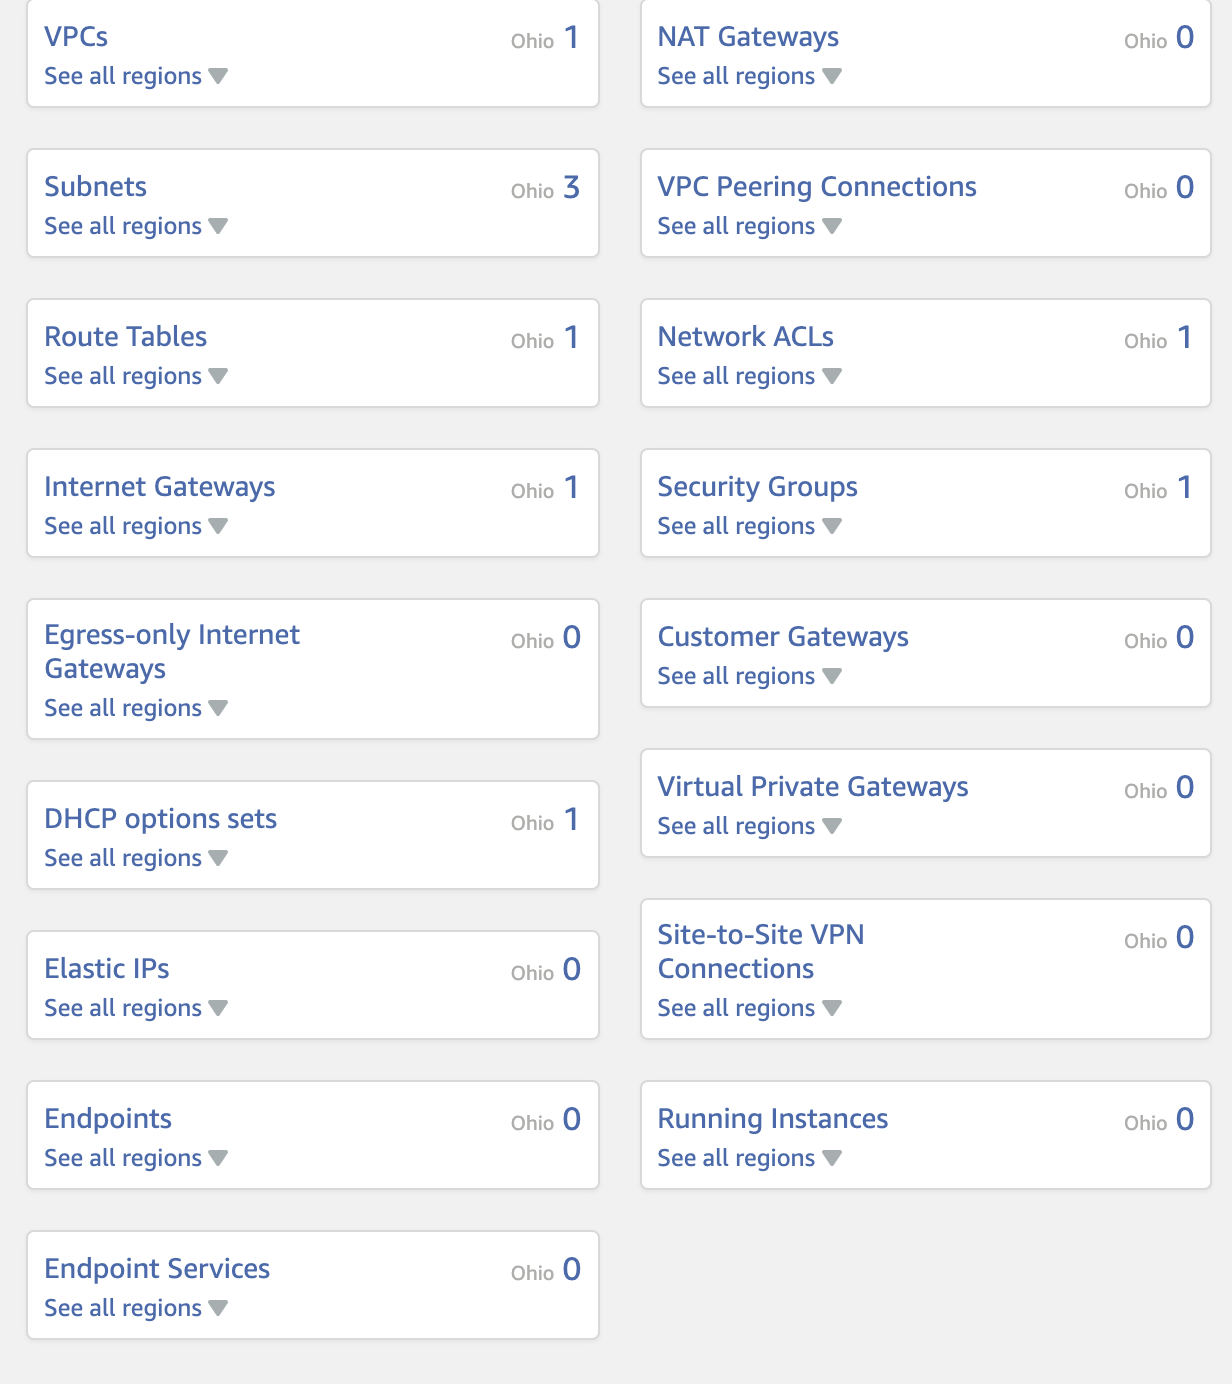 VPCs
Ohio 1
See all regions
Subnets
Ohio 3
See all regions
Route Tables
Ohio 1
See all regions
Internet Gateways
Ohio 1
See all regions
Egress-only Internet
Gateways
Ohio 0
See all regions
DHCP options sets
Ohio 1
See all regions
Elastic IPs
Ohio 0
See all regions
Endpoints
Ohio 0
See all regions
Endpoint Services
Ohio 0
See all regions
NAT Gateways
Ohio 0
See all regions
VPC Peering Connections
Ohio 0
See all regions
Network ACLs
Ohio 1
See all regions
Security Groups
Ohio 1
See all regions
Customer Gateways
Ohio 0
See all regions
Virtual Private Gateways
Ohio 0
See all regions
Site-to-Site VPN
Connections
Ohio 0
See all regions
Running Instances
Ohio 0
See all regions